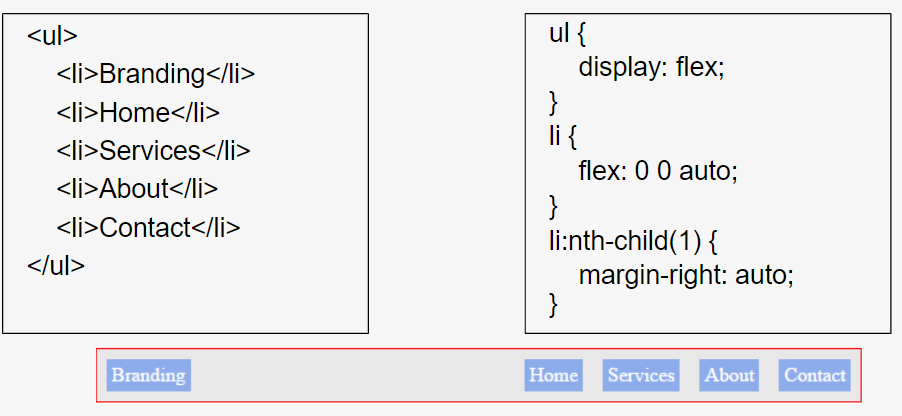 <ul>
<li>Branding</li>
<li>Home</li>
<li>Services</li>
<li>About</li>
<li>Contact</li>
</ul>
ul {
display: flex;
}
li {
flex: 0 0 auto;
}
li:nth-child(1) {
margin-right: auto;
}
Branding Home Services About Contact